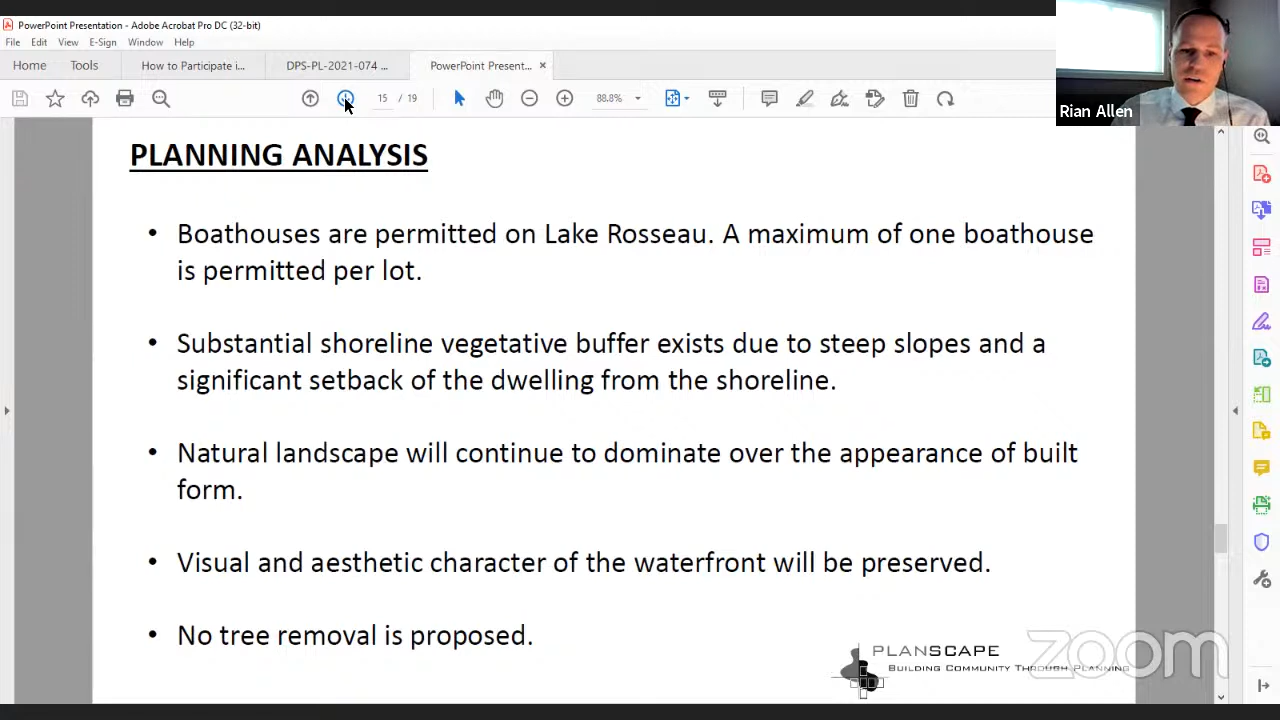 PowerPoint Presentation - Adobe Acrobat Pro DC (32-bit)
File Edit View E-Sign Window Help
Home Tools How to Participate i... DPS-PL-2021-074 ... PowerPoint Present... ×
15 / 19 88.8%
Rian Allen
PLANNING ANALYSIS
• Boathouses are permitted on Lake Rosseau. A maximum of one boathouse
is permitted per lot.
• Substantial shoreline vegetative buffer exists due to steep slopes and a
significant setback of the dwelling from the shoreline.
• Natural landscape will continue to dominate over the appearance of built
form.
• Visual and aesthetic character of the waterfront will be preserved.
• No tree removal is proposed.
PLANSCAPE
BUILDING COMMUNITY THROUGH PLANNING
zoom